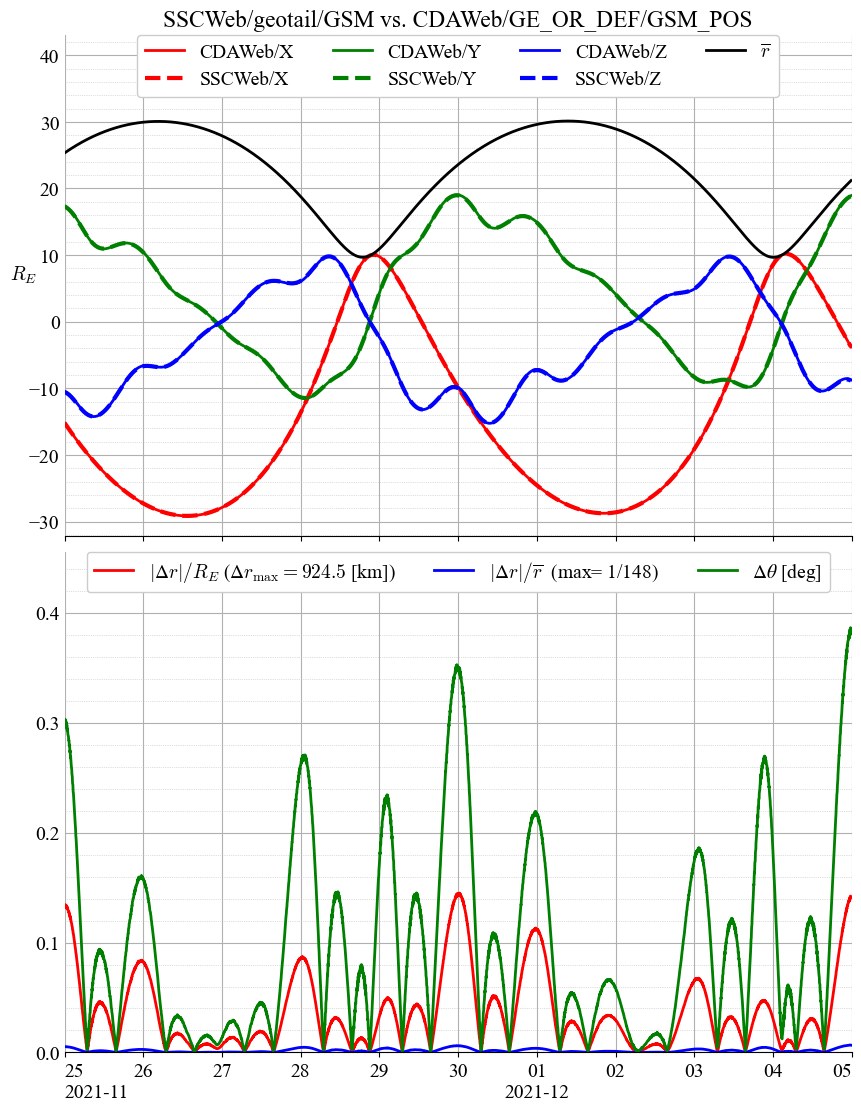 SSCWeb/geotail/GSM vs. CDAWeb/GE_OR_DEF/GSM_POS
CDAWeb/X CDAWeb/Y CDAWeb/Z r̅
SSCWeb/X SSCWeb/Y SSCWeb/Z
40
30
20
10
R_E
0
−10
−20
−30
|Δr|/R_E (Δr_max = 924.5 [km]) |Δr|/r̅ (max= 1/148) Δθ [deg]
0.4
0.3
0.2
0.1
0.0
25 26 27 28 29 30 01 02 03 04 05
2021-11 2021-12